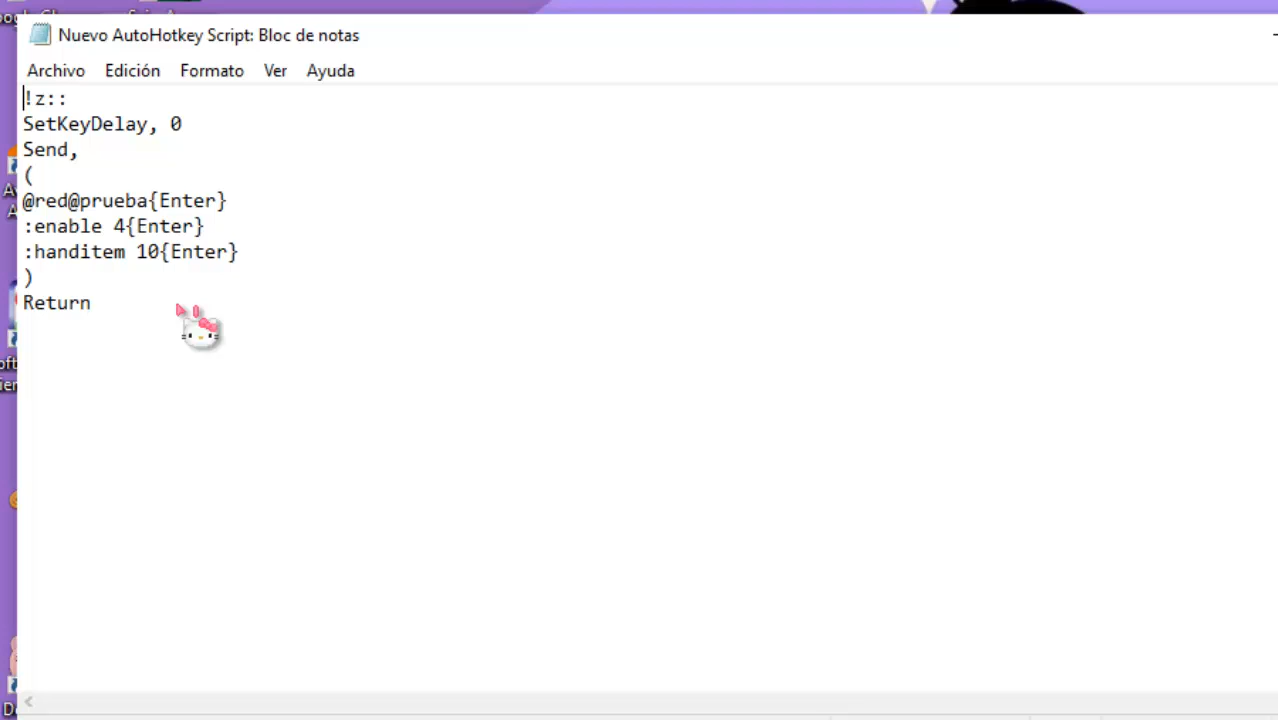 Nuevo AutoHotkey Script: Bloc de notas
Archivo Edición Formato Ver Ayuda
!z::
SetKeyDelay, 0
Send,
(
@red@prueba{Enter}
:enable 4{Enter}
:handitem 10{Enter}
)
Return